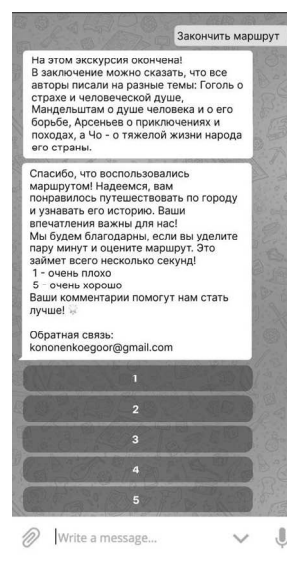 Закончить маршрут
На этом экскурсия окончена!
В заключение можно сказать, что все
авторы писали на разные темы: Гоголь о
страхе и человеческой душе,
Мандельштам о душе человека и о его
борьбе, Арсеньев о приключениях и
походах, а Чо - о тяжелой жизни народа
его страны.
Спасибо, что воспользовались
маршрутом! Надеемся, вам
понравилось путешествовать по городу
и узнавать его историю. Ваши
впечатления важны для нас!
Мы будем благодарны, если вы уделите
пару минут и оцените маршрут. Это
займет всего несколько секунд!
1 - очень плохо
5 - очень хорошо
Ваши комментарии помогут нам стать
лучше!
Обратная связь:
kononenkoegoor@gmail.com
1
2
3
4
5
Write a message...